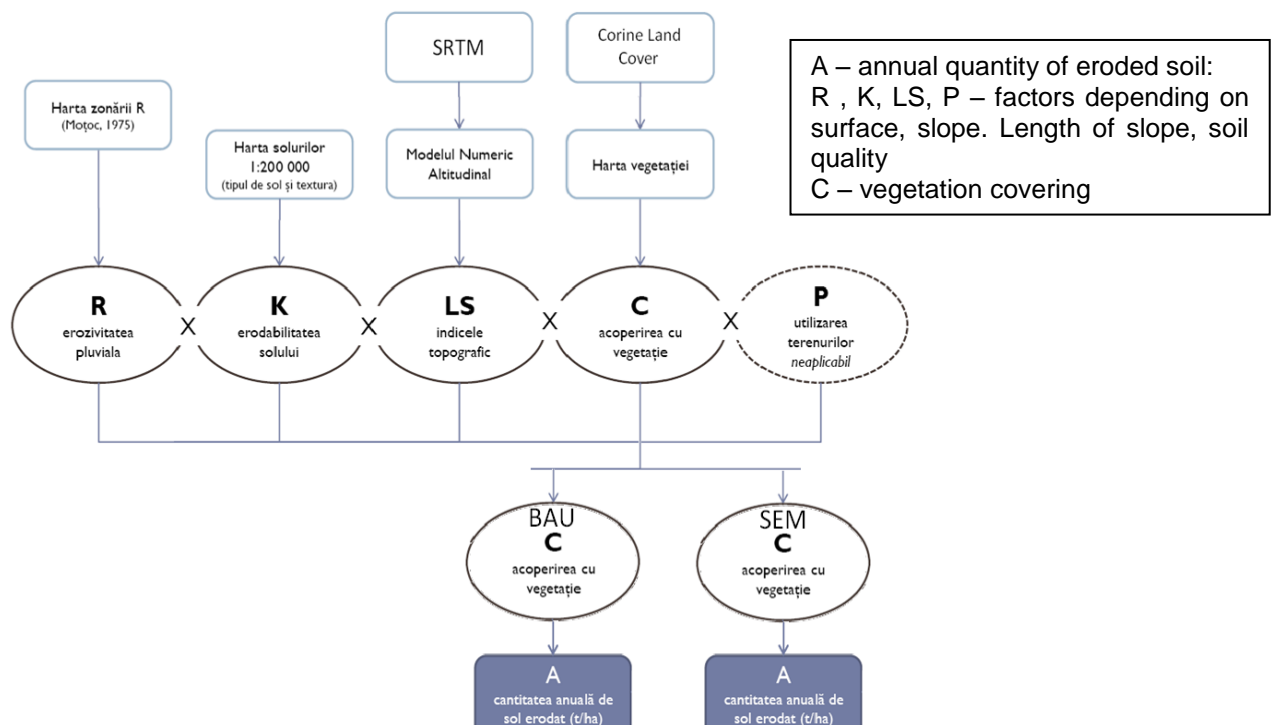 SRTM
Corine Land
Cover
A – annual quantity of eroded soil:
R , K, LS, P – factors depending on
surface, slope. Length of slope, soil
quality
C – vegetation covering
Harta zonării R
(Moțoc, 1975)
Harta solurilor
1:200 000
(tipul de sol și textura)
Modelul Numeric
Altitudinal
Harta vegetației
R
erozivitatea
pluviala
X
K
erodabilitatea
solului
X
LS
indicele
topografic
X
C
acoperirea cu
vegetație
X
P
utilizarea
terenurilor
neaplicabil
BAU
C
acoperirea cu
vegetație
SEM
C
acoperirea cu
vegetație
A
cantitatea anuală de
sol erodat (t/ha)
A
cantitatea anuală de
sol erodat (t/ha)